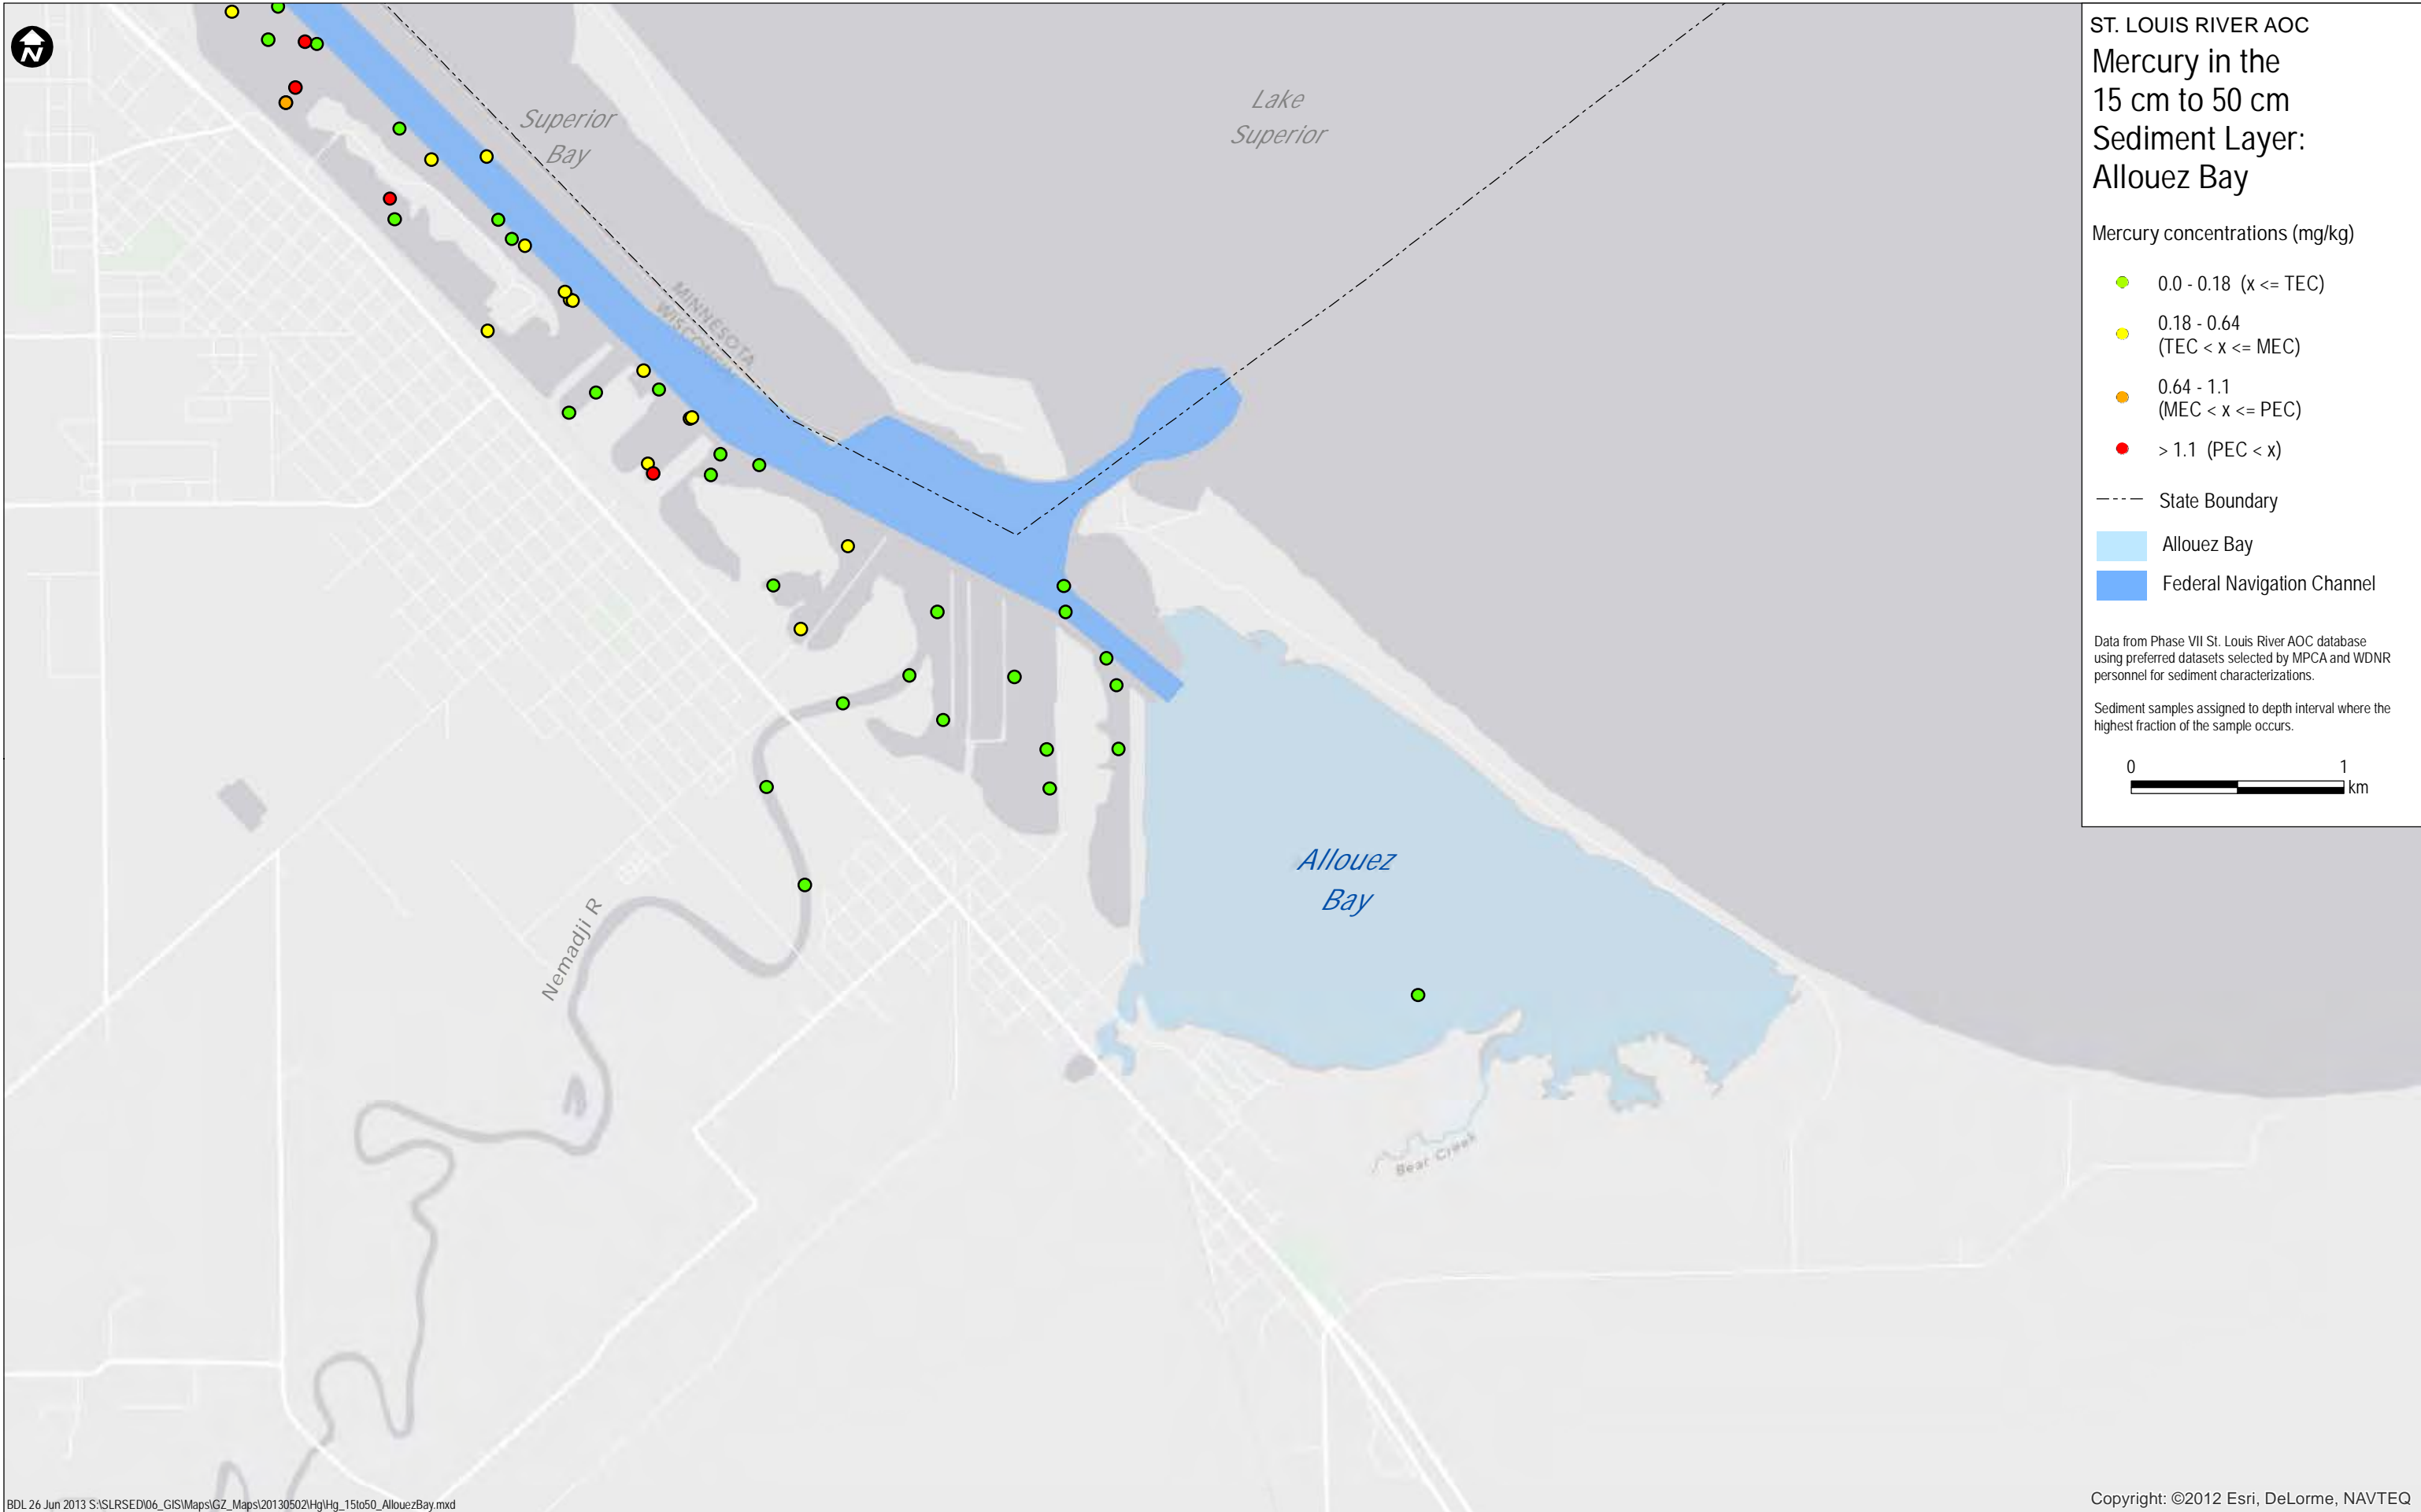 N
Superior
Bay
Lake
Superior
MINNESOTA
WISCONSIN
Allouez
Bay
Nemadji R
Bear Creek
ST. LOUIS RIVER AOC
Mercury in the
15 cm to 50 cm
Sediment Layer:
Allouez Bay
Mercury concentrations (mg/kg)
0.0 - 0.18 (x <= TEC)
0.18 - 0.64
(TEC < x <= MEC)
0.64 - 1.1
(MEC < x <= PEC)
> 1.1 (PEC < x)
State Boundary
Allouez Bay
Federal Navigation Channel
Data from Phase VII St. Louis River AOC database
using preferred datasets selected by MPCA and WDNR
personnel for sediment characterizations.
Sediment samples assigned to depth interval where the
highest fraction of the sample occurs.
0 1
km
BDL 26 Jun 2013 S:\SLRSED\06_GIS\Maps\GZ_Maps\20130502\Hg\Hg_15to50_AllouezBay.mxd
Copyright: ©2012 Esri, DeLorme, NAVTEQ